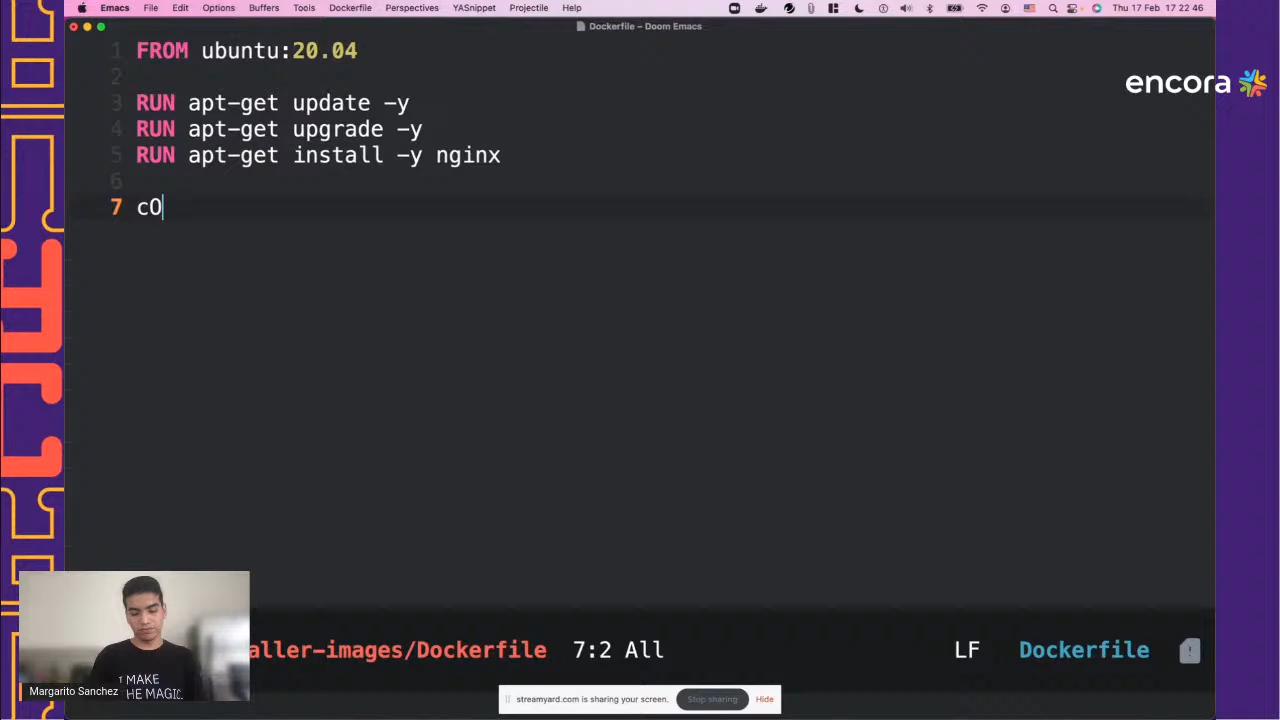 Emacs File Edit Options Buffers Tools Dockerfile Perspectives YASnippet Projectile Help Thu 17 Feb 17 22 46
Dockerfile – Doom Emacs
encora
1 FROM ubuntu:20.04
2
3 RUN apt-get update -y
4 RUN apt-get upgrade -y
5 RUN apt-get install -y nginx
6
7 cO
aller-images/Dockerfile 7:2 All LF Dockerfile
I MAKE
THE MAGIC.
Margarito Sanchez
streamyard.com is sharing your screen. Stop sharing Hide